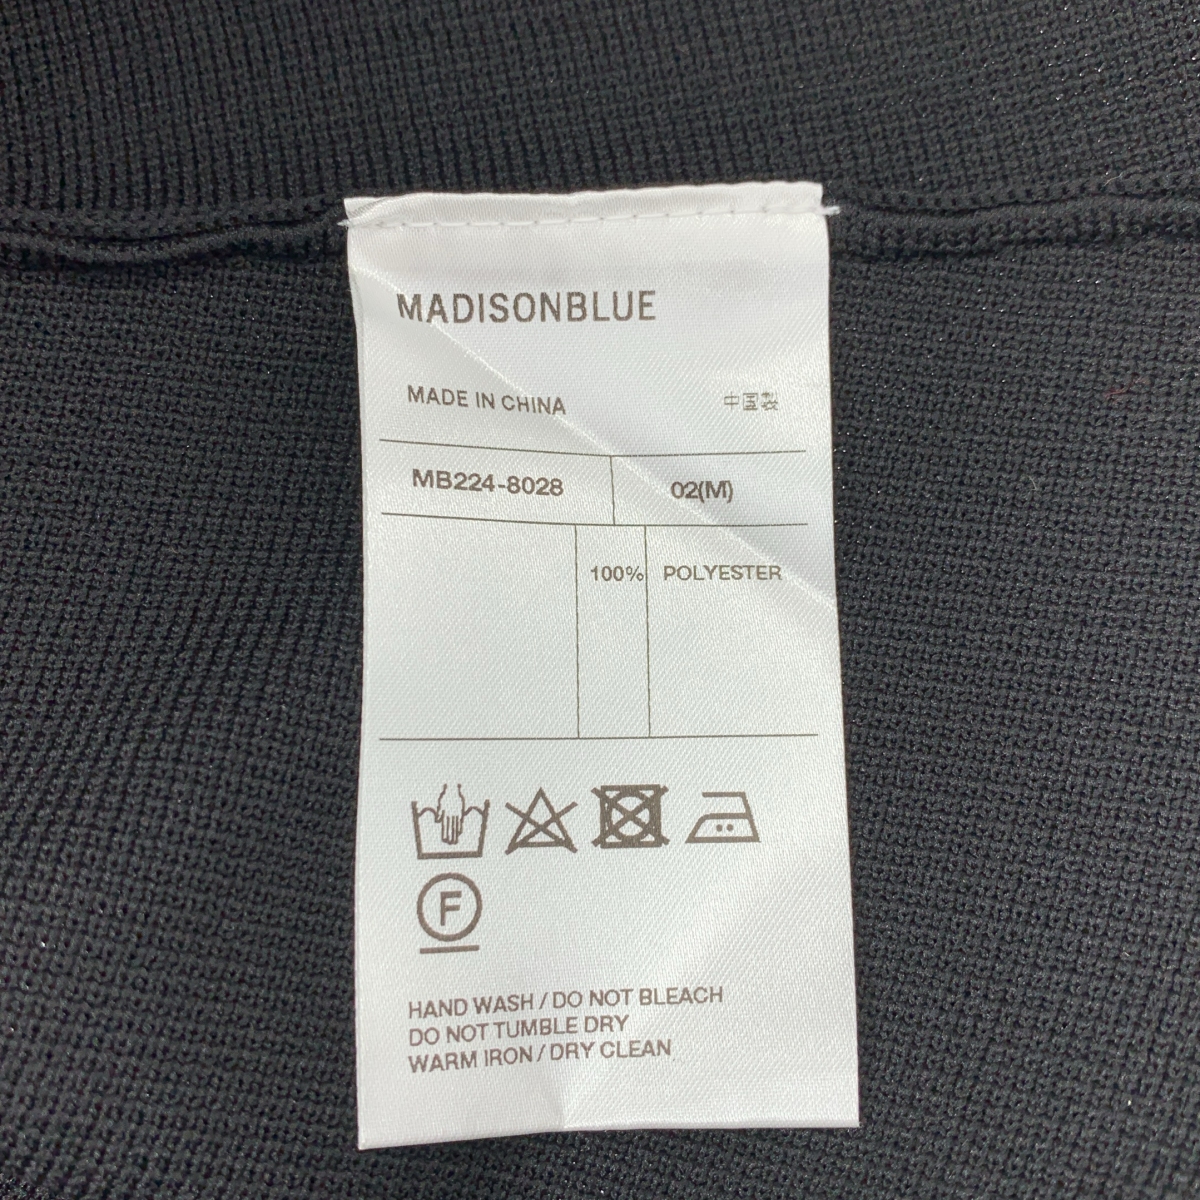 MADISONBLUE
MADE IN CHINA 中国製
MB224-8028 02(M)
100% POLYESTER
F
HAND WASH / DO NOT BLEACH
DO NOT TUMBLE DRY
WARM IRON / DRY CLEAN